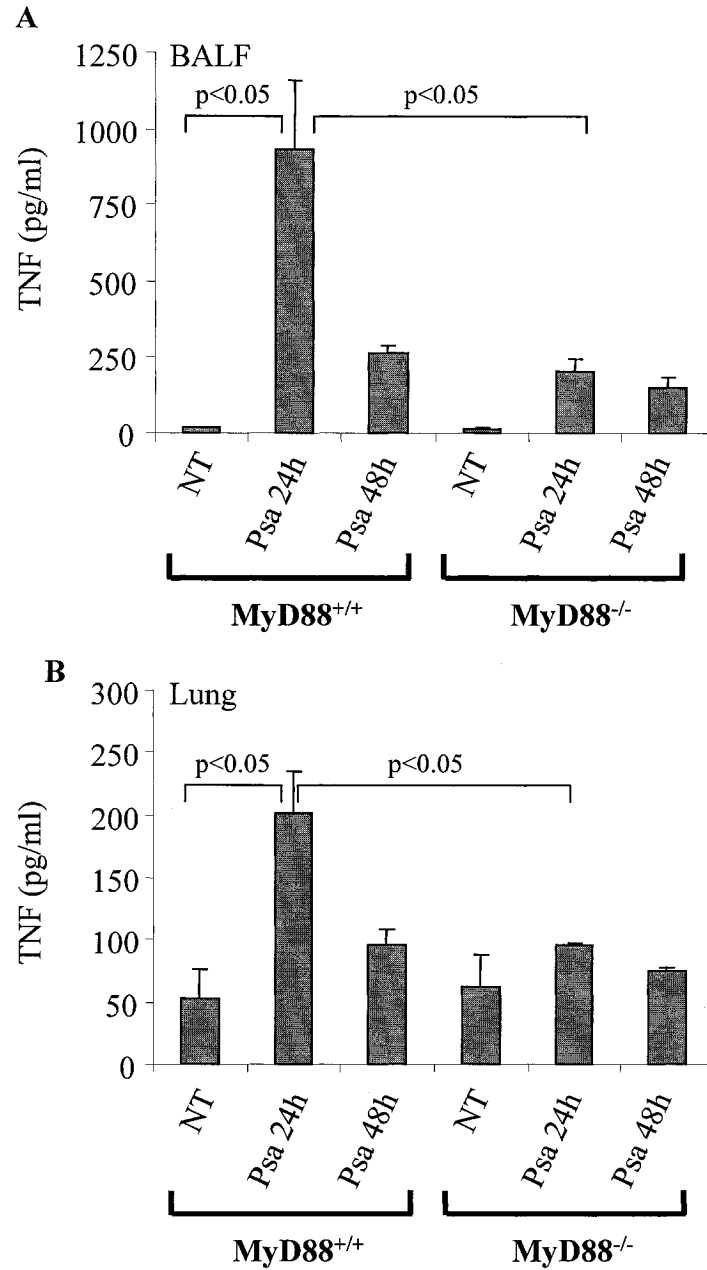 A
BALF
1250
1000
750
500
250
0
TNF (pg/ml)
p<0.05 p<0.05
NT Psa 24h Psa 48h NT Psa 24h Psa 48h
MyD88+/+ MyD88-/-
B
Lung
300
250
200
150
100
50
0
TNF (pg/ml)
p<0.05 p<0.05
NT Psa 24h Psa 48h NT Psa 24h Psa 48h
MyD88+/+ MyD88-/-